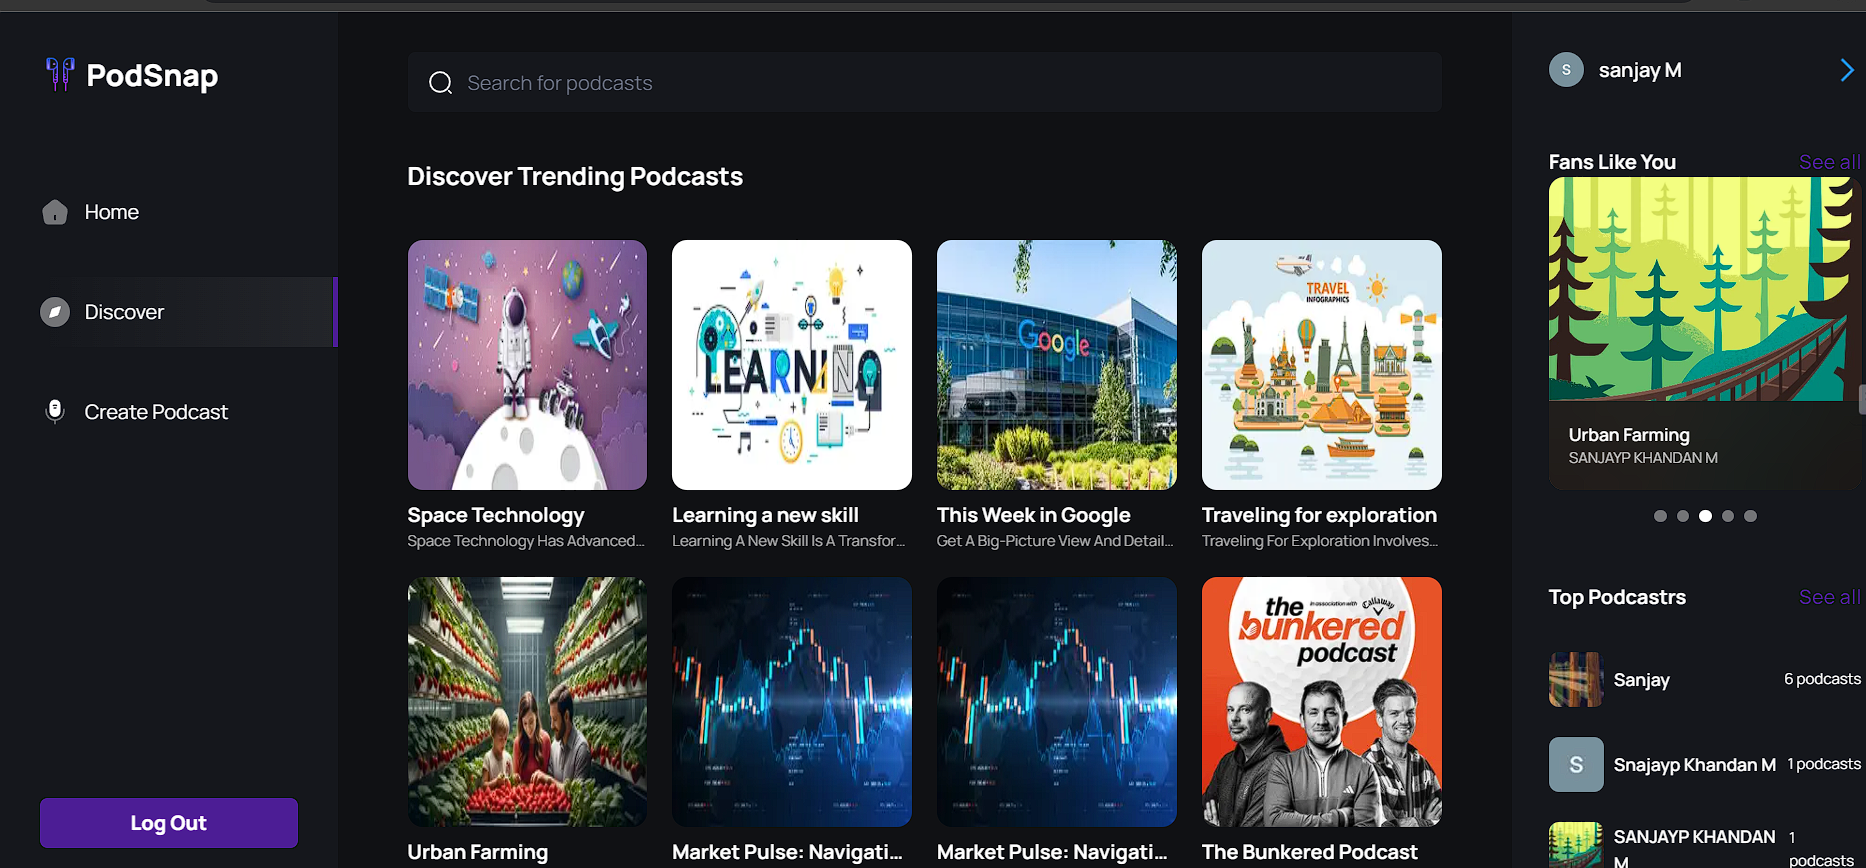 PodSnap
Home
Discover
Create Podcast
Log Out
Search for podcasts
Discover Trending Podcasts
TRAVEL
INFOGRAPHICS
LEARNING
Google
Space Technology
Space Technology Has Advanced...
Learning a new skill
Learning A New Skill Is A Transfor...
This Week in Google
Get A Big-Picture View And Detail...
Traveling for exploration
Traveling For Exploration Involves...
the
in association with Callaway
bunkered
podcast
Urban Farming
Market Pulse: Navigati...
Market Pulse: Navigati...
The Bunkered Podcast
S
sanjay M
Fans Like You
See all
Urban Farming
SANJAYP KHANDAN M
Top Podcastrs
See all
Sanjay
6 podcasts
S
Snajayp Khandan M
1 podcasts
SANJAYP KHANDAN
M
1
podcasts